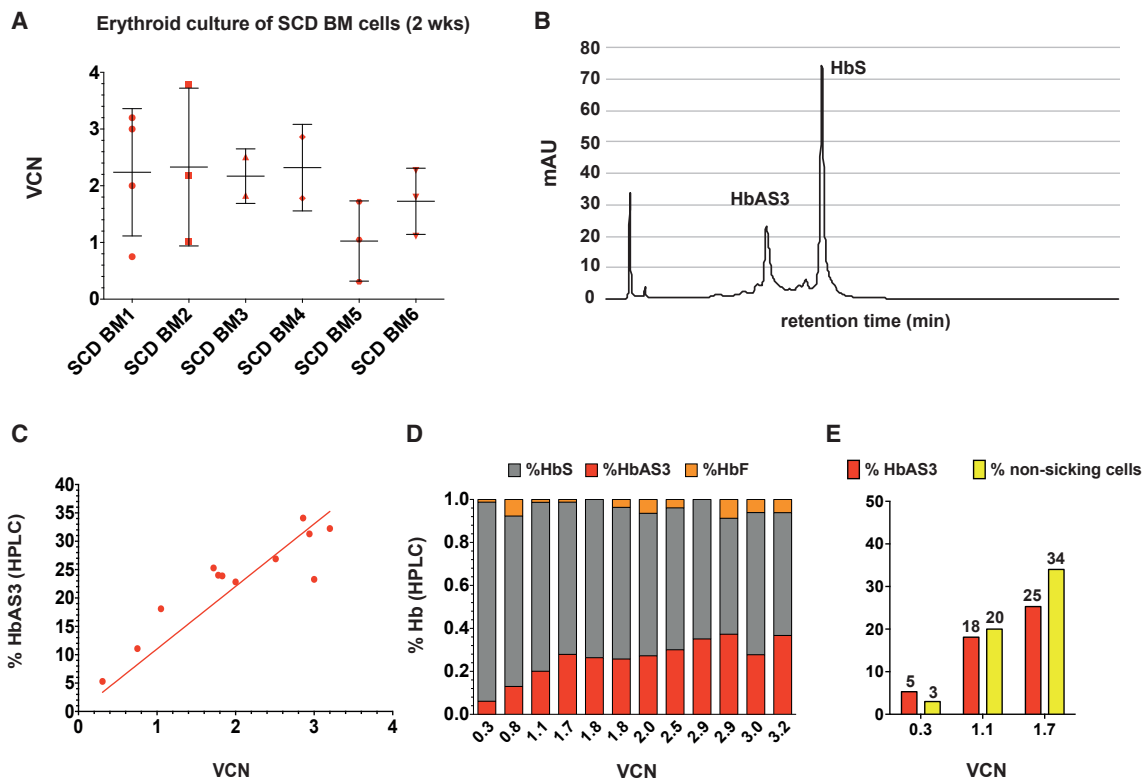 A
Erythroid culture of SCD BM cells (2 wks)
VCN
4
3
2
1
0
SCD BM1
SCD BM2
SCD BM3
SCD BM4
SCD BM5
SCD BM6
B
mAU
80
70
60
50
40
30
20
10
0
HbS
HbAS3
retention time (min)
C
% HbAS3 (HPLC)
40
35
30
25
20
15
10
5
0
0 1 2 3 4
VCN
D
%HbS %HbAS3 %HbF
% Hb (HPLC)
1.0
0.8
0.6
0.4
0.2
0.0
0.3 0.8 1.1 1.7 1.8 1.8 2.0 2.5 2.9 2.9 3.0 3.2
VCN
E
% HbAS3 % non-sicking cells
50
40
30
20
10
0
5 3 18 20 25 34
0.3 1.1 1.7
VCN